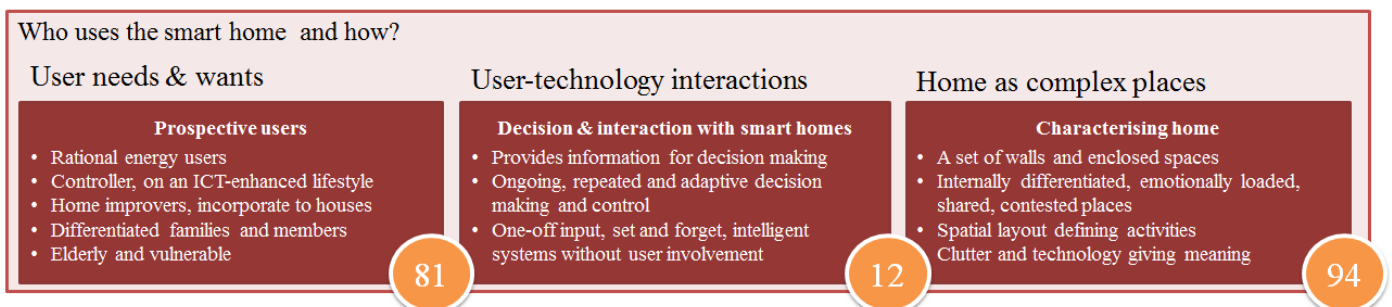 Who uses the smart home and how?
User needs & wants
Prospective users
• Rational energy users
• Controller, on an ICT-enhanced lifestyle
• Home improvers, incorporate to houses
• Differentiated families and members
• Elderly and vulnerable
81
User-technology interactions
Decision & interaction with smart homes
• Provides information for decision making
• Ongoing, repeated and adaptive decision
making and control
• One-off input, set and forget, intelligent
systems without user involvement
12
Home as complex places
Characterising home
• A set of walls and enclosed spaces
• Internally differentiated, emotionally loaded,
shared, contested places
• Spatial layout defining activities
Clutter and technology giving meaning
94